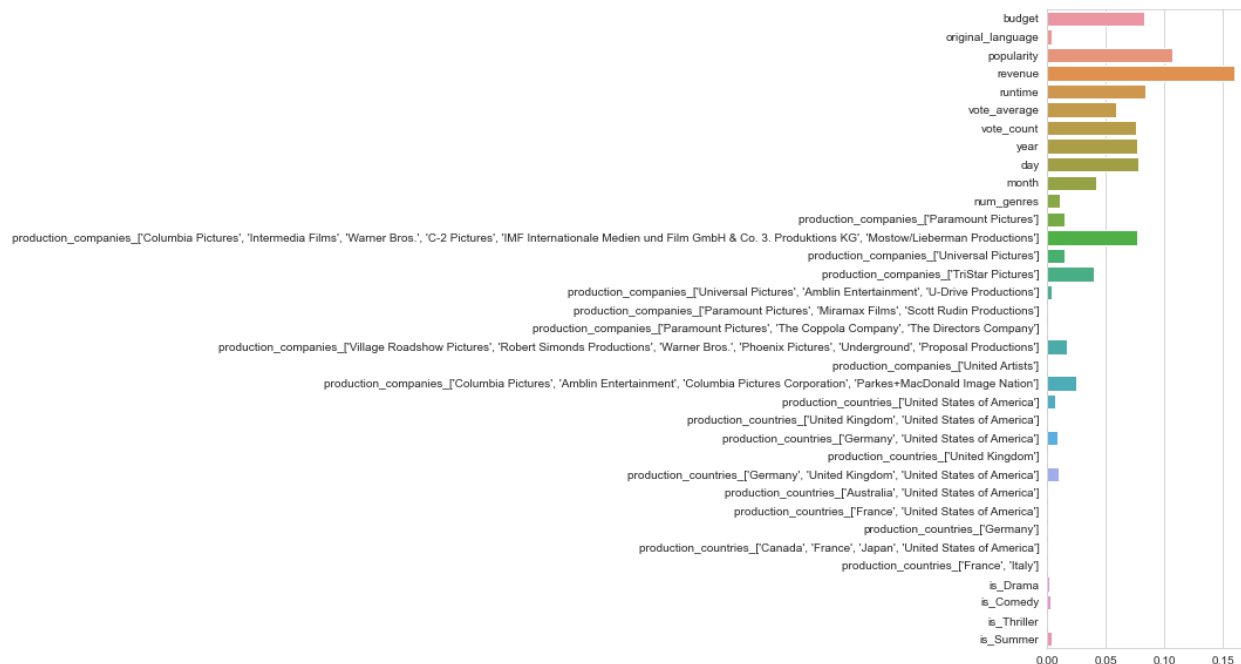 budget
original_language
popularity
revenue
runtime
vote_average
vote_count
year
day
month
num_genres
production_companies_['Paramount Pictures']
production_companies_['Columbia Pictures', 'Intermedia Films', 'Warner Bros.', 'C-2 Pictures', 'IMF Internationale Medien und Film GmbH & Co. 3. Produktions KG', 'Mostow/Lieberman Productions']
production_companies_['Universal Pictures']
production_companies_['TriStar Pictures']
production_companies_['Universal Pictures', 'Amblin Entertainment', 'U-Drive Productions']
production_companies_['Paramount Pictures', 'Miramax Films', 'Scott Rudin Productions']
production_companies_['Paramount Pictures', 'The Coppola Company', 'The Directors Company']
production_companies_['Village Roadshow Pictures', 'Robert Simonds Productions', 'Warner Bros.', 'Phoenix Pictures', 'Underground', 'Proposal Productions']
production_companies_['United Artists']
production_companies_['Columbia Pictures', 'Amblin Entertainment', 'Columbia Pictures Corporation', 'Parkes+MacDonald Image Nation']
production_countries_['United States of America']
production_countries_['United Kingdom', 'United States of America']
production_countries_['Germany', 'United States of America']
production_countries_['United Kingdom']
production_countries_['Germany', 'United Kingdom', 'United States of America']
production_countries_['Australia', 'United States of America']
production_countries_['France', 'United States of America']
production_countries_['Germany']
production_countries_['Canada', 'France', 'Japan', 'United States of America']
production_countries_['France', 'Italy']
is_Drama
is_Comedy
is_Thriller
is_Summer
0.00 0.05 0.10 0.15